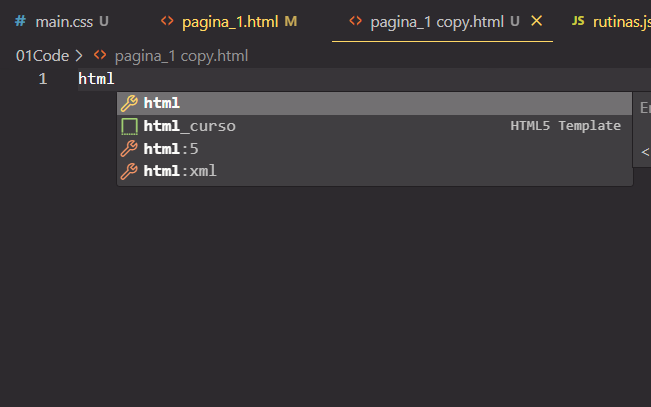 # main.css U
<> pagina_1.html M
<> pagina_1 copy.html U
JS rutinas.js
01Code > <> pagina_1 copy.html
1 html
html
html_curso HTML5 Template
html:5
html:xml
<